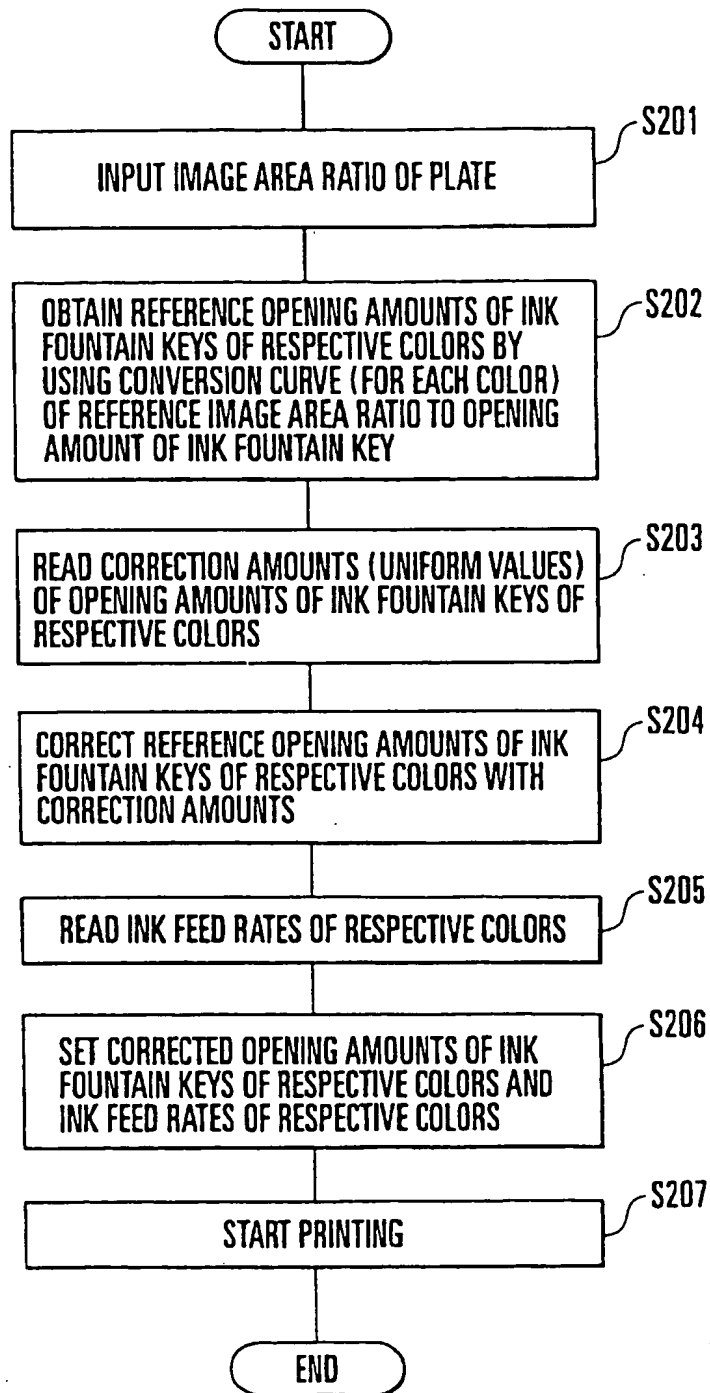 START
S201
INPUT IMAGE AREA RATIO OF PLATE
S202
OBTAIN REFERENCE OPENING AMOUNTS OF INK
FOUNTAIN KEYS OF RESPECTIVE COLORS BY
USING CONVERSION CURVE (FOR EACH COLOR)
OF REFERENCE IMAGE AREA RATIO TO OPENING
AMOUNT OF INK FOUNTAIN KEY
S203
READ CORRECTION AMOUNTS (UNIFORM VALUES)
OF OPENING AMOUNTS OF INK FOUNTAIN KEYS OF
RESPECTIVE COLORS
S204
CORRECT REFERENCE OPENING AMOUNTS OF INK
FOUNTAIN KEYS OF RESPECTIVE COLORS WITH
CORRECTION AMOUNTS
S205
READ INK FEED RATES OF RESPECTIVE COLORS
S206
SET CORRECTED OPENING AMOUNTS OF INK
FOUNTAIN KEYS OF RESPECTIVE COLORS AND
INK FEED RATES OF RESPECTIVE COLORS
S207
START PRINTING
END